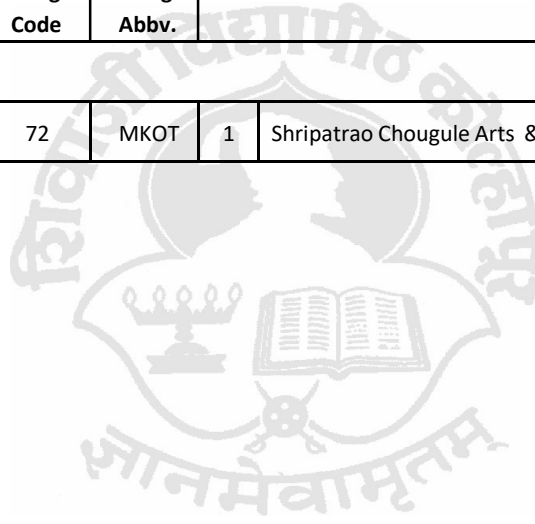 Code Abbv.
72 MKOT 1 Shripatrao Chougule Arts &
शिवाजी विद्यापीठ कोल्हापूर
ज्ञानमेवामृतम्